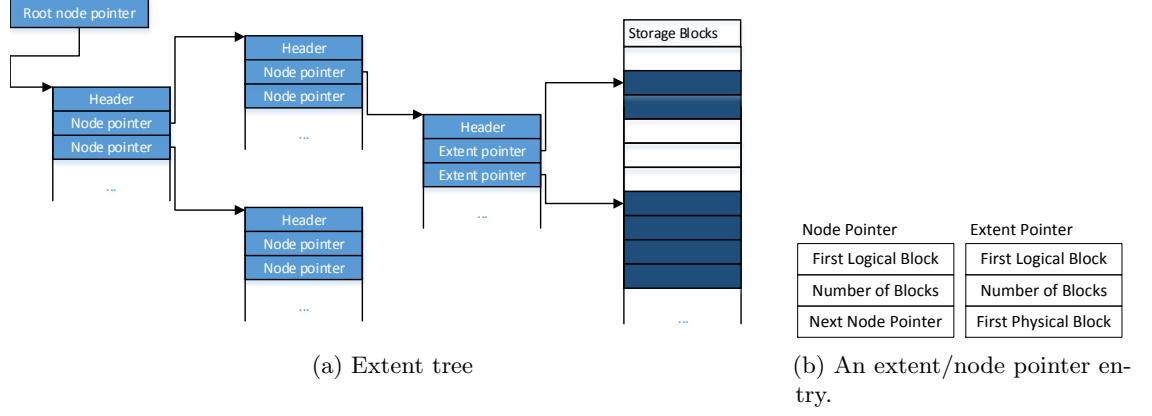 Root node pointer
Header
Node pointer
Node pointer
...
Header
Node pointer
Node pointer
...
Header
Node pointer
Node pointer
...
Header
Extent pointer
Extent pointer
...
Storage Blocks
...
(a) Extent tree
Node Pointer
First Logical Block
Number of Blocks
Next Node Pointer
Extent Pointer
First Logical Block
Number of Blocks
First Physical Block
(b) An extent/node pointer en-
try.